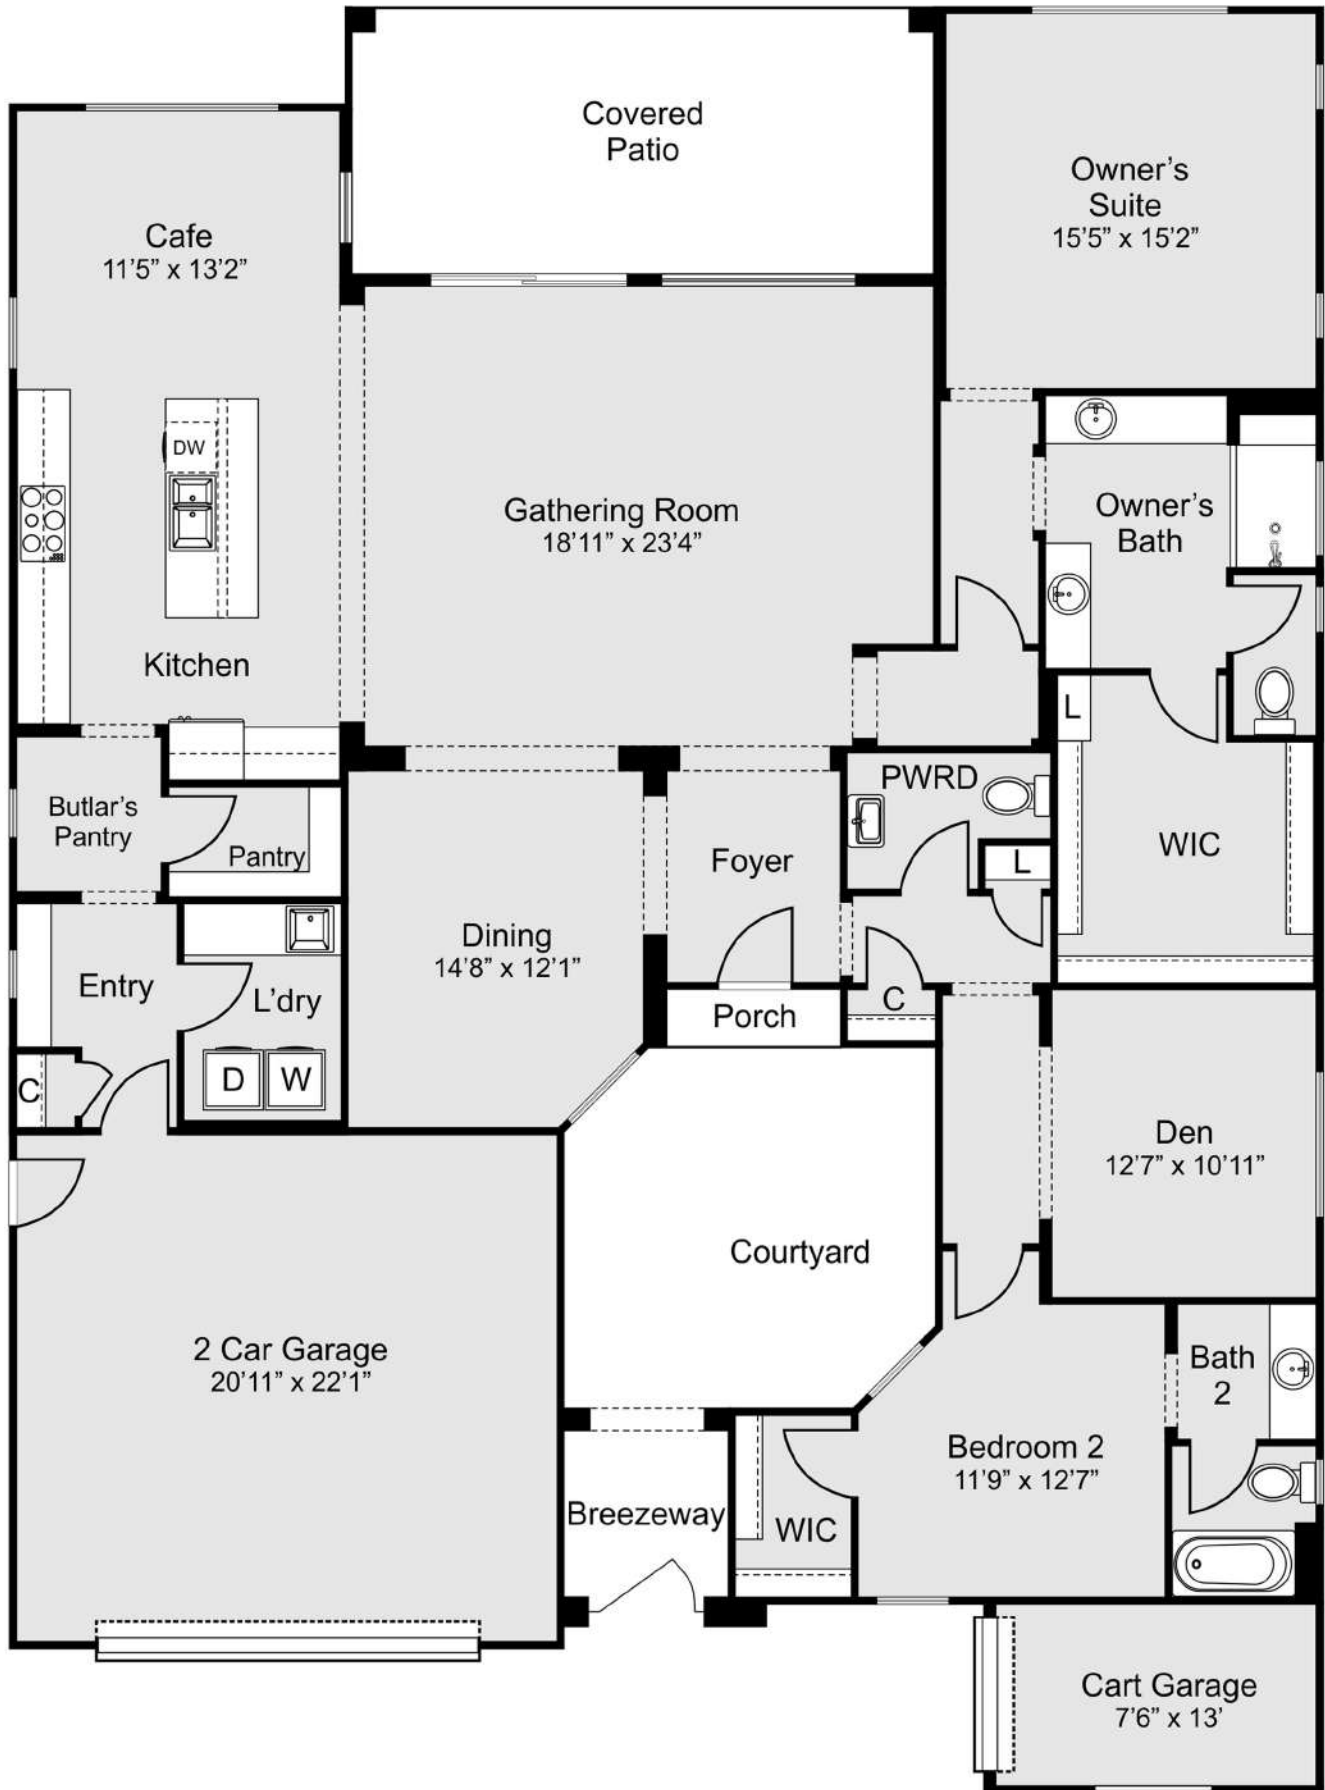 Covered
Patio
Owner’s
Suite
15’5” x 15’2”
Cafe
11’5” x 13’2”
DW
Gathering Room
18’11” x 23’4”
Owner’s
Bath
Kitchen
L
Butlar’s
Pantry
Pantry
PWRD
Foyer
L
WIC
Dining
14’8” x 12’1”
Entry
L’dry
Porch
C
C
D
W
Den
12’7” x 10’11”
Courtyard
2 Car Garage
20’11” x 22’1”
Bath
2
Bedroom 2
11’9” x 12’7”
Breezeway
WIC
Cart Garage
7’6” x 13’